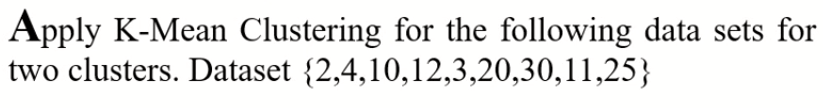 Apply K-Mean Clustering for the following data sets for
two clusters. Dataset {2,4,10,12,3,20,30,11,25}